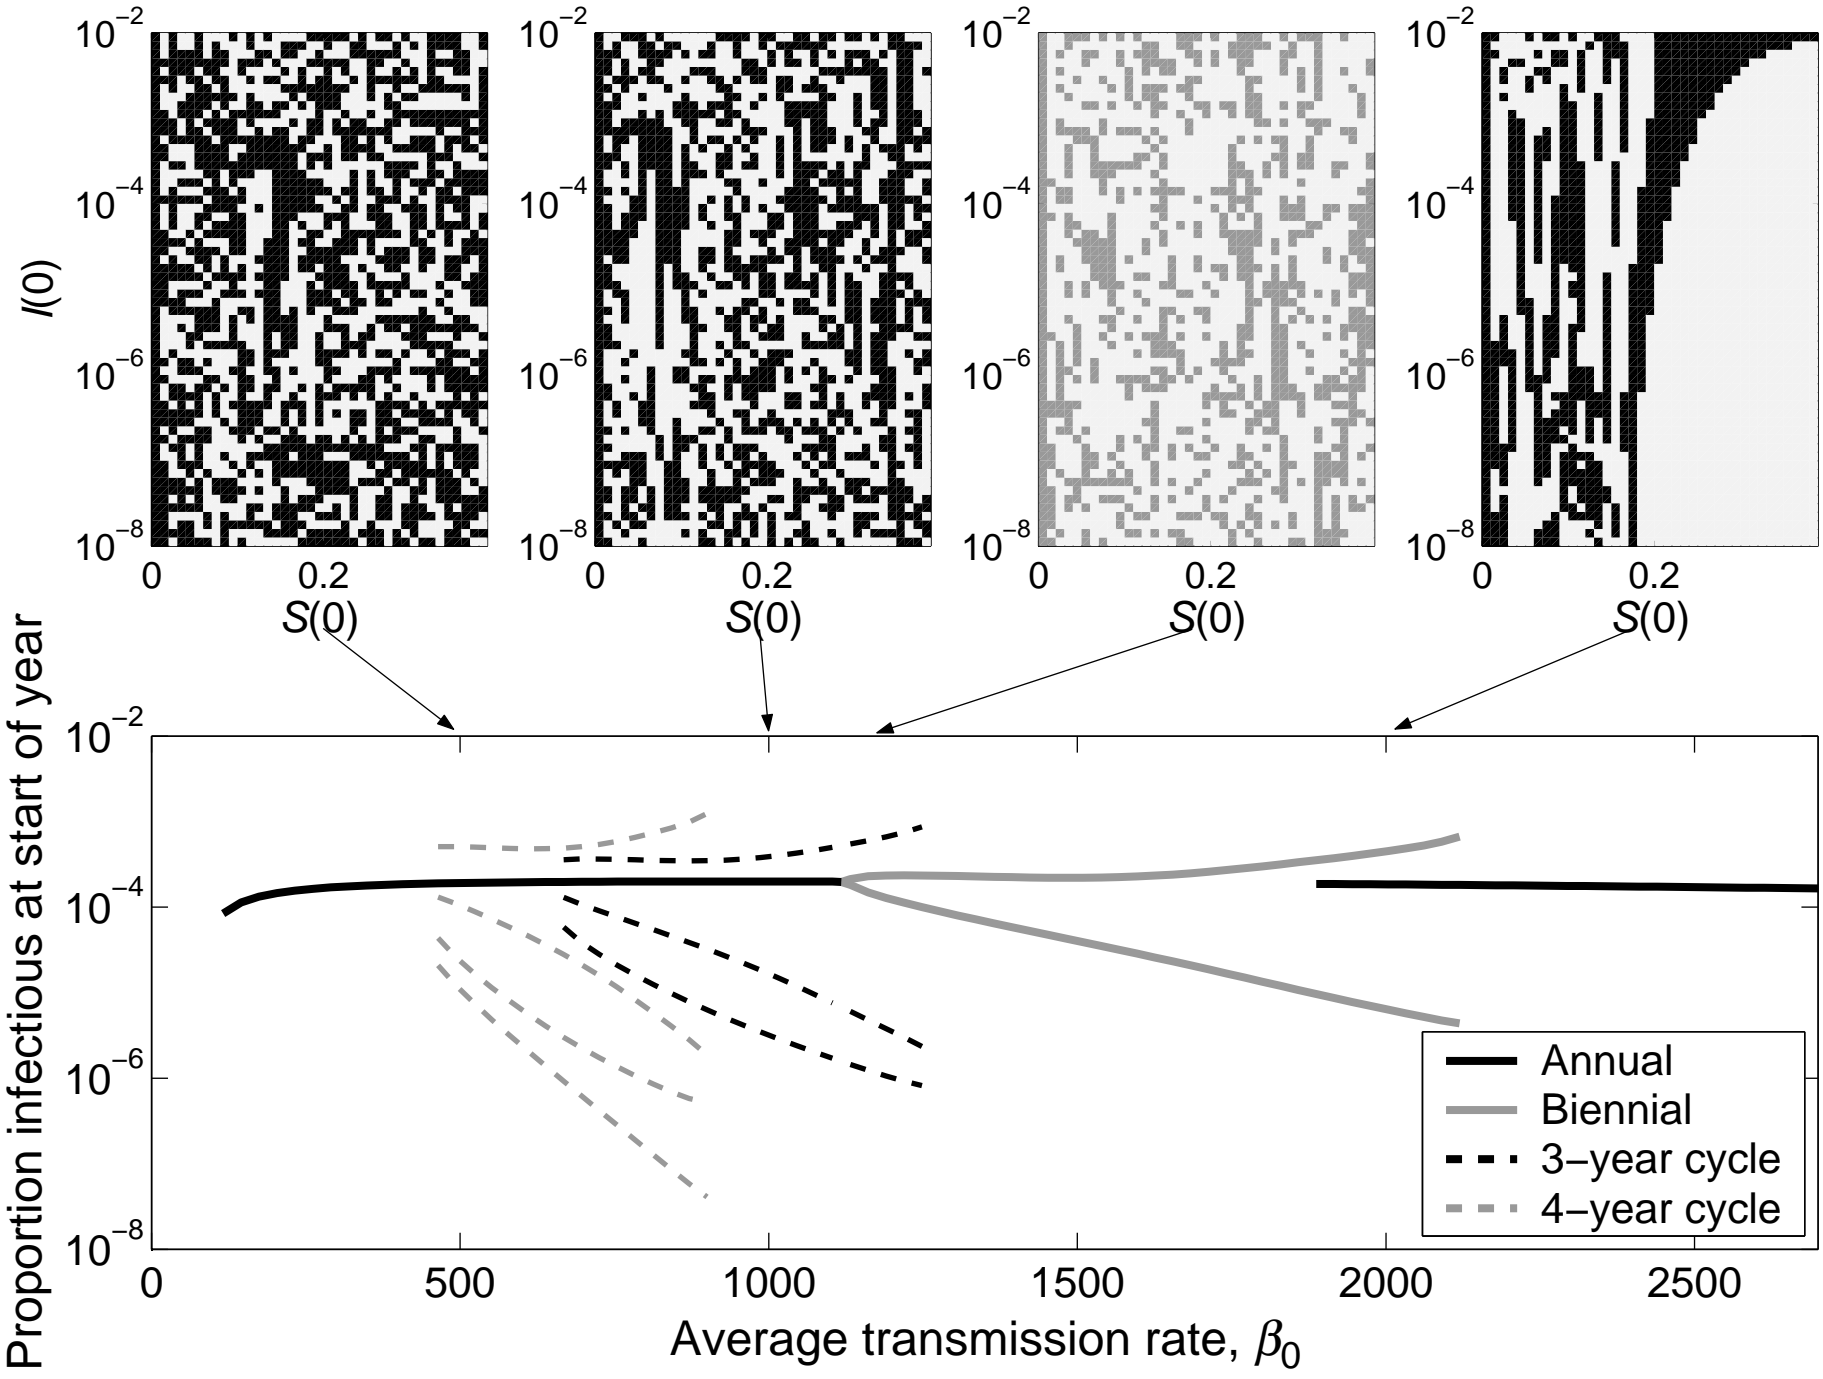 10−2 10−2 10−2 10−2
10−4 10−4 10−4 10−4
I(0)
10−6 10−6 10−6 10−6
10−8 10−8 10−8 10−8
0 0.2 0 0.2 0 0.2 0 0.2
S(0) S(0) S(0) S(0)
Proportion infectious at start of year
10−2
10−4
10−6
10−8
Annual
Biennial
3−year cycle
4−year cycle
0 500 1000 1500 2000 2500
Average transmission rate, β0